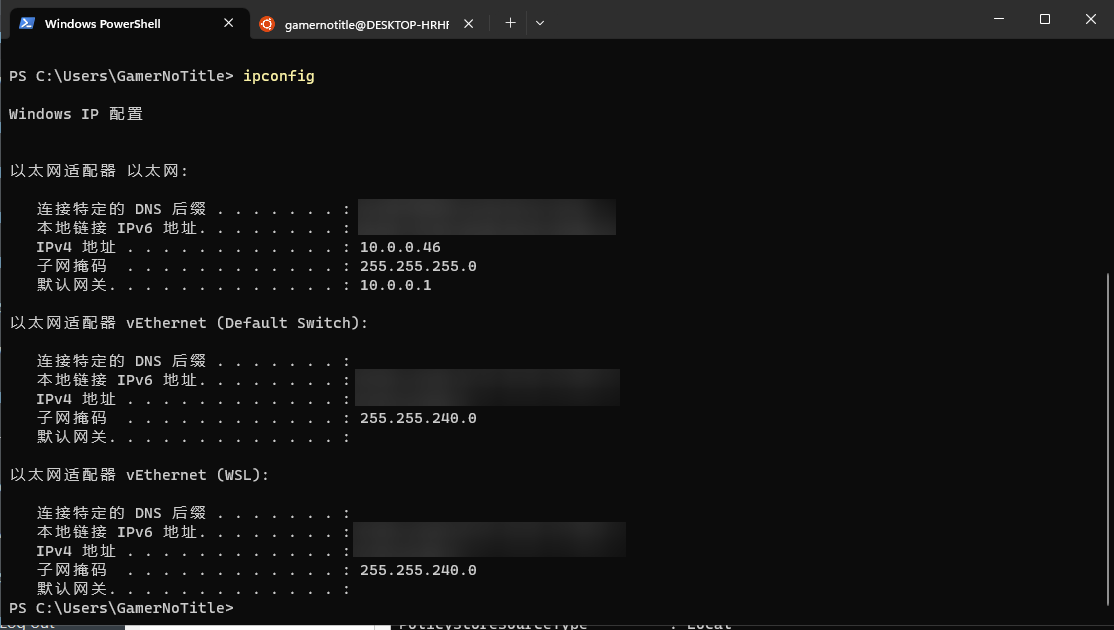 Windows PowerShell
gamernotitle@DESKTOP-HRHF
PS C:\Users\GamerNoTitle> ipconfig
Windows IP 配置
以太网适配器 以太网:
连接特定的 DNS 后缀 . . . . . . . :
本地链接 IPv6 地址. . . . . . . . :
IPv4 地址 . . . . . . . . . . . . : 10.0.0.46
子网掩码  . . . . . . . . . . . . : 255.255.255.0
默认网关. . . . . . . . . . . . . : 10.0.0.1
以太网适配器 vEthernet (Default Switch):
连接特定的 DNS 后缀 . . . . . . . :
本地链接 IPv6 地址. . . . . . . . :
IPv4 地址 . . . . . . . . . . . . :
子网掩码  . . . . . . . . . . . . : 255.255.240.0
默认网关. . . . . . . . . . . . . :
以太网适配器 vEthernet (WSL):
连接特定的 DNS 后缀 . . . . . . . :
本地链接 IPv6 地址. . . . . . . . :
IPv4 地址 . . . . . . . . . . . . :
子网掩码  . . . . . . . . . . . . : 255.255.240.0
默认网关. . . . . . . . . . . . . :
PS C:\Users\GamerNoTitle>
Log Out
PolicyStoreSourceType : Local